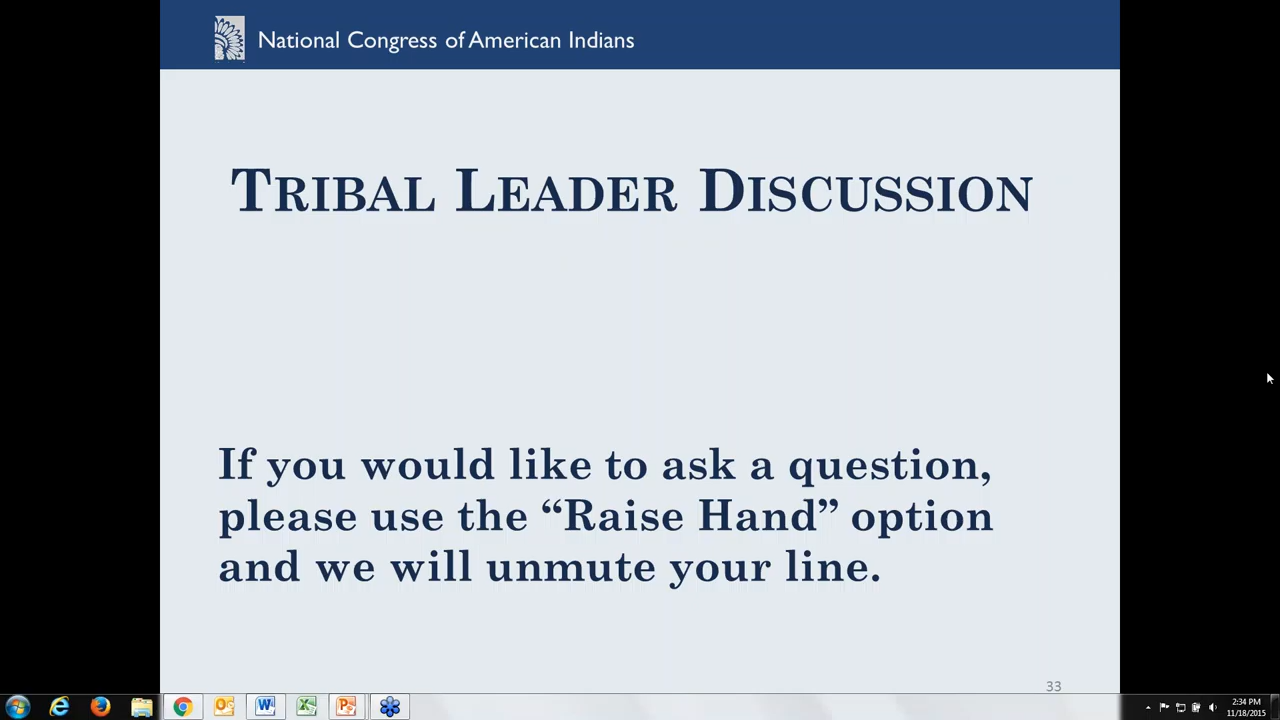 National Congress of American Indians
TRIBAL LEADER DISCUSSION
If you would like to ask a question,
please use the “Raise Hand” option
and we will unmute your line.
33
2:34 PM
11/18/2015